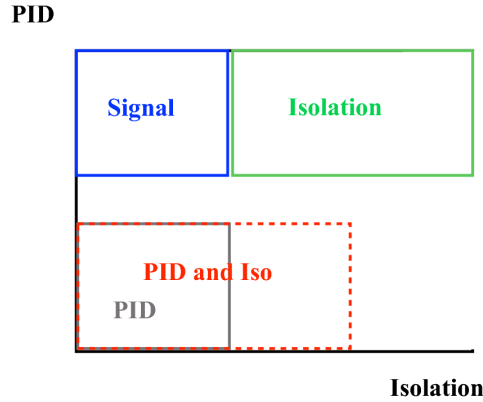 PID
Signal
Isolation
PID and Iso
PID
Isolation